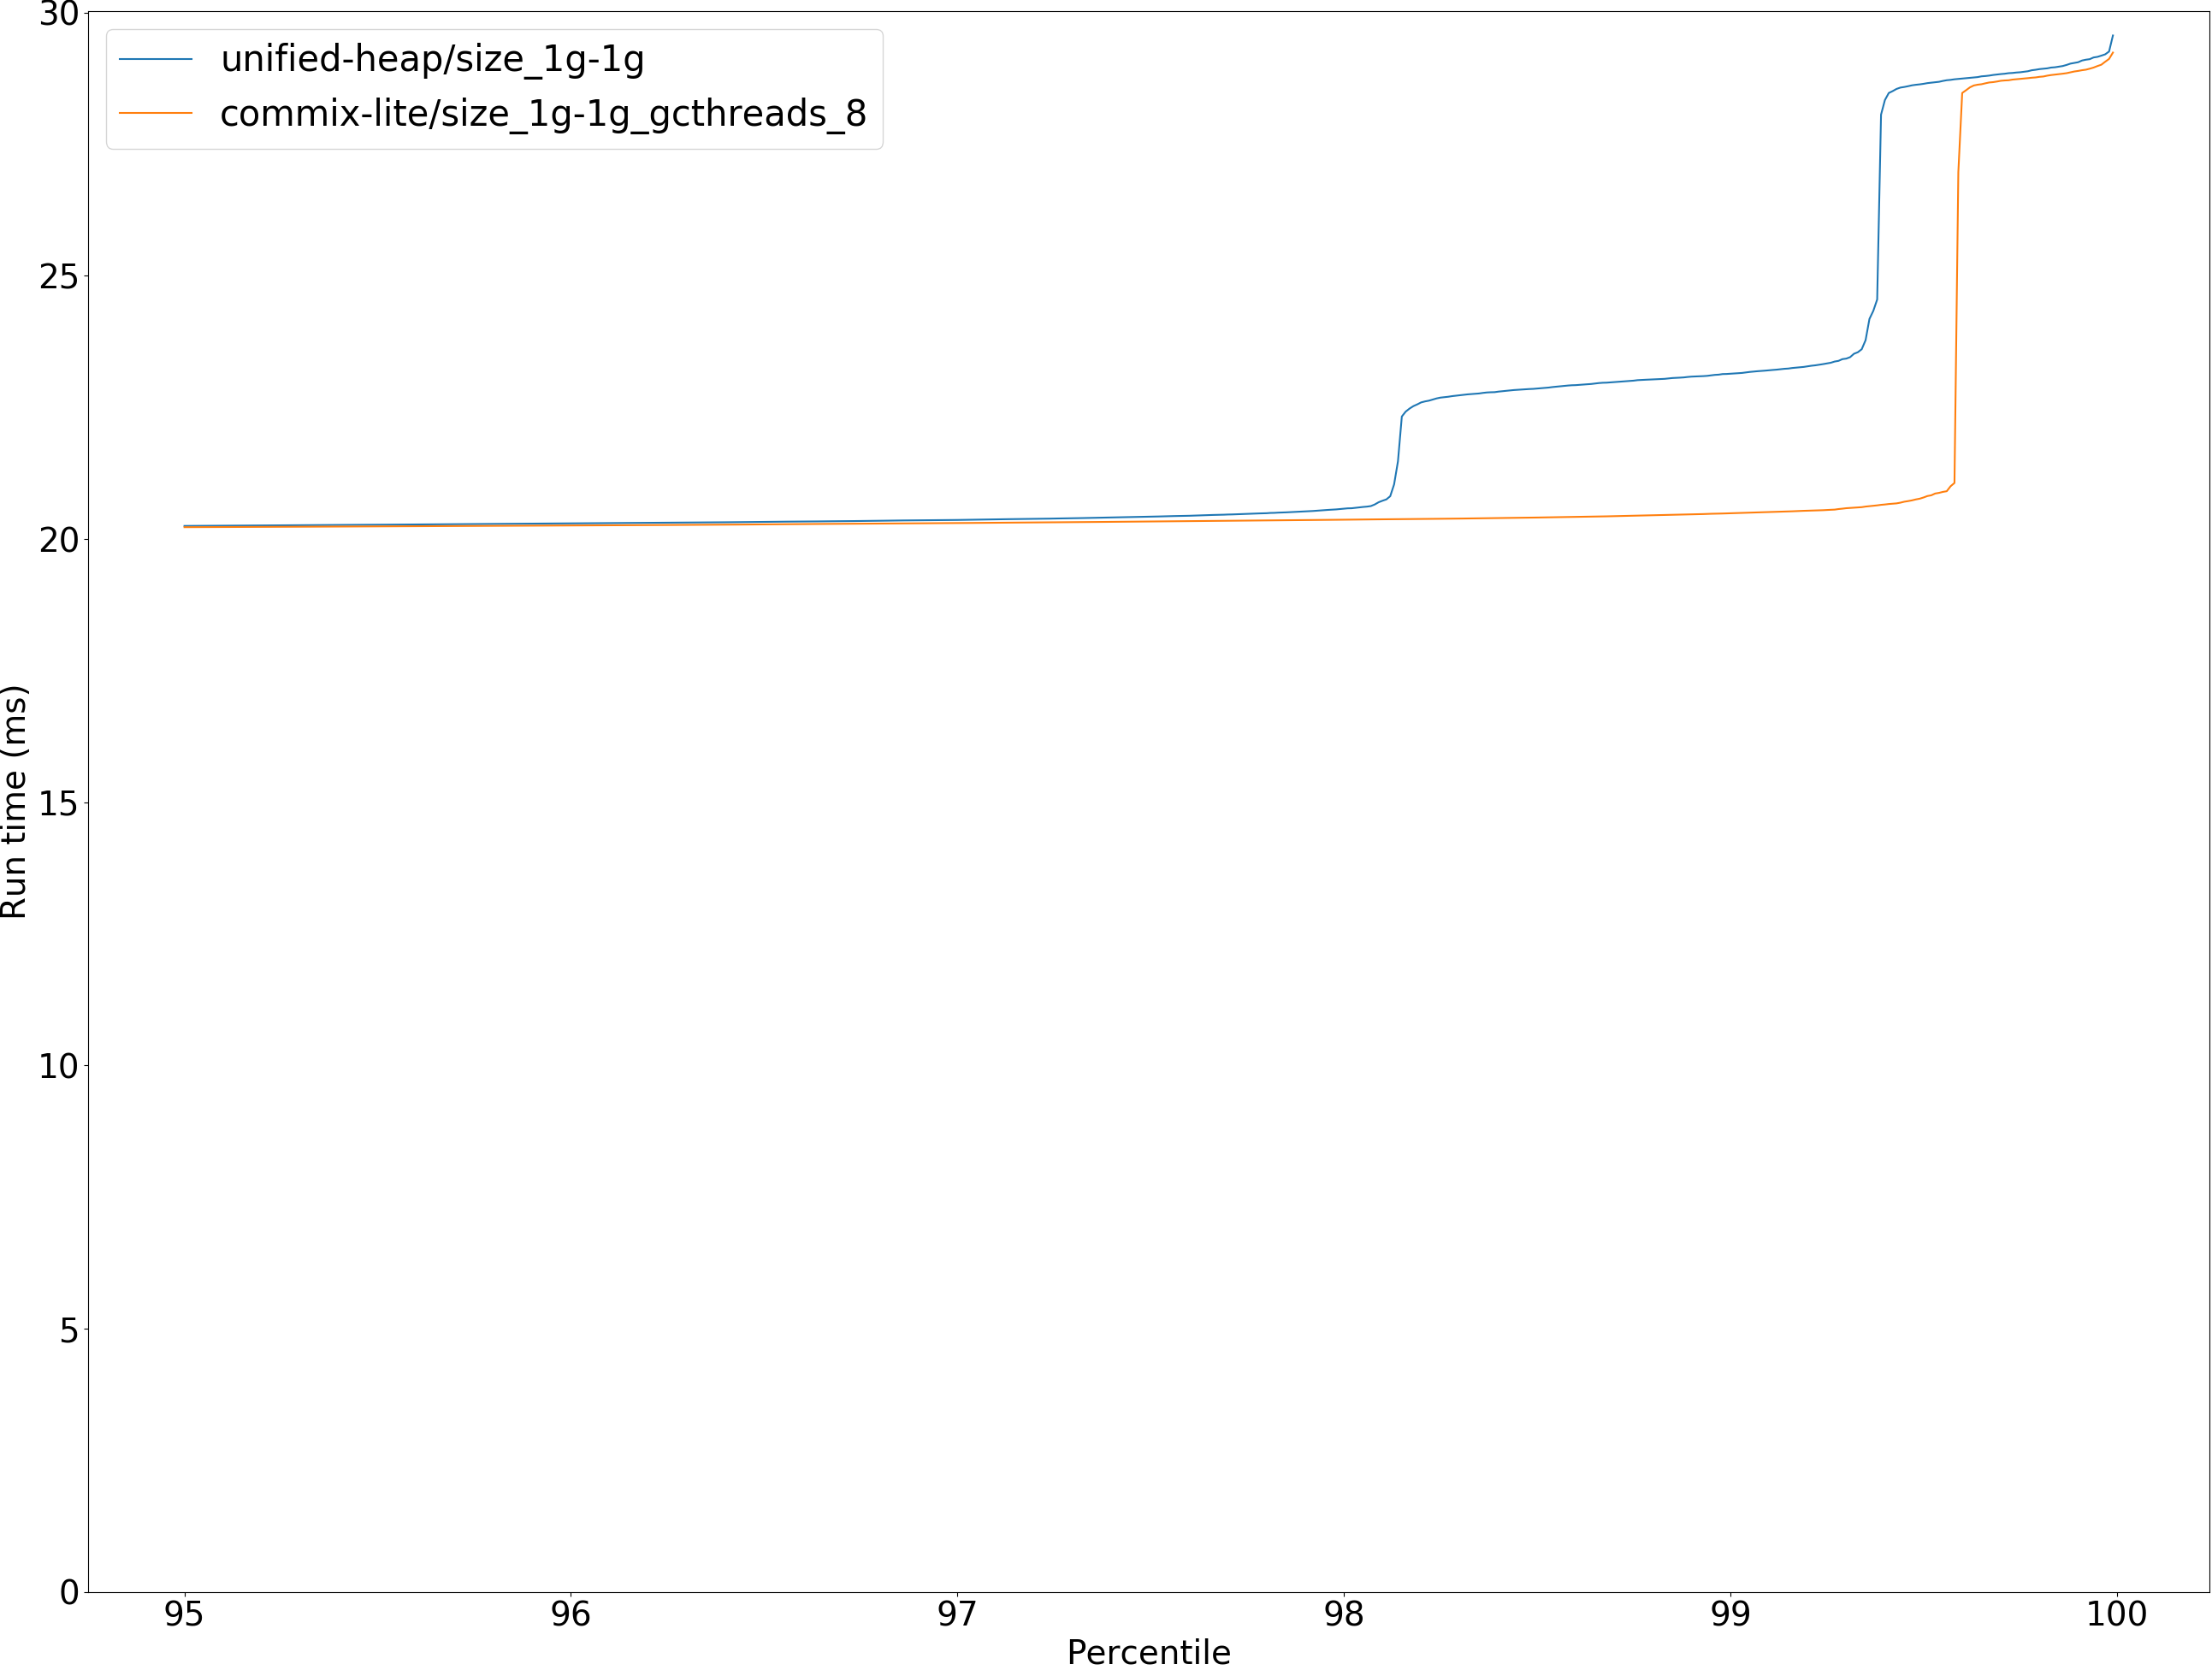 unified-heap/size_1g-1g
commix-lite/size_1g-1g_gcthreads_8
30
25
20
15
10
5
0
Run time (ms)
95 96 97 98 99 100
Percentile